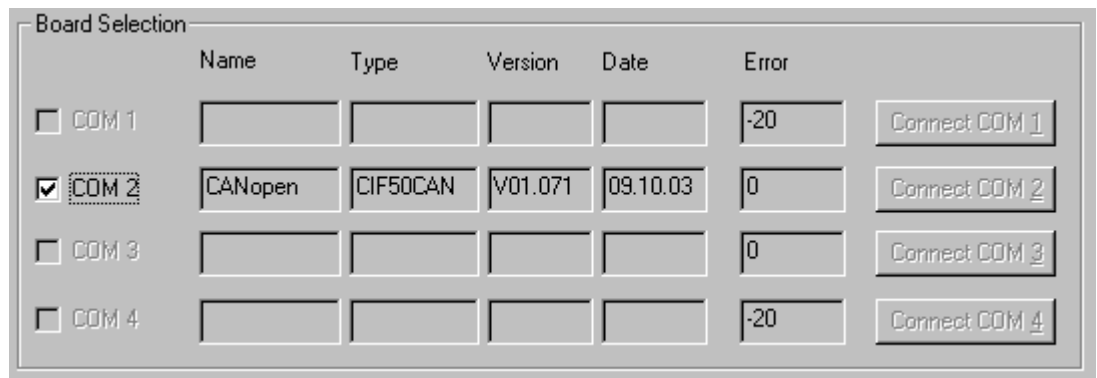 Board Selection
Name Type Version Date Error
COM 1 -20 Connect COM 1
COM 2 CANopen CIF50CAN V01.071 09.10.03 0 Connect COM 2
COM 3 0 Connect COM 3
COM 4 -20 Connect COM 4